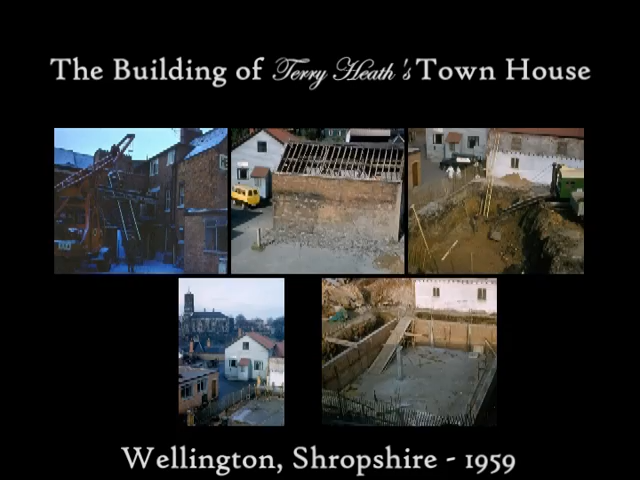 The Building of Terry Heath's Town House
Wellington, Shropshire - 1959